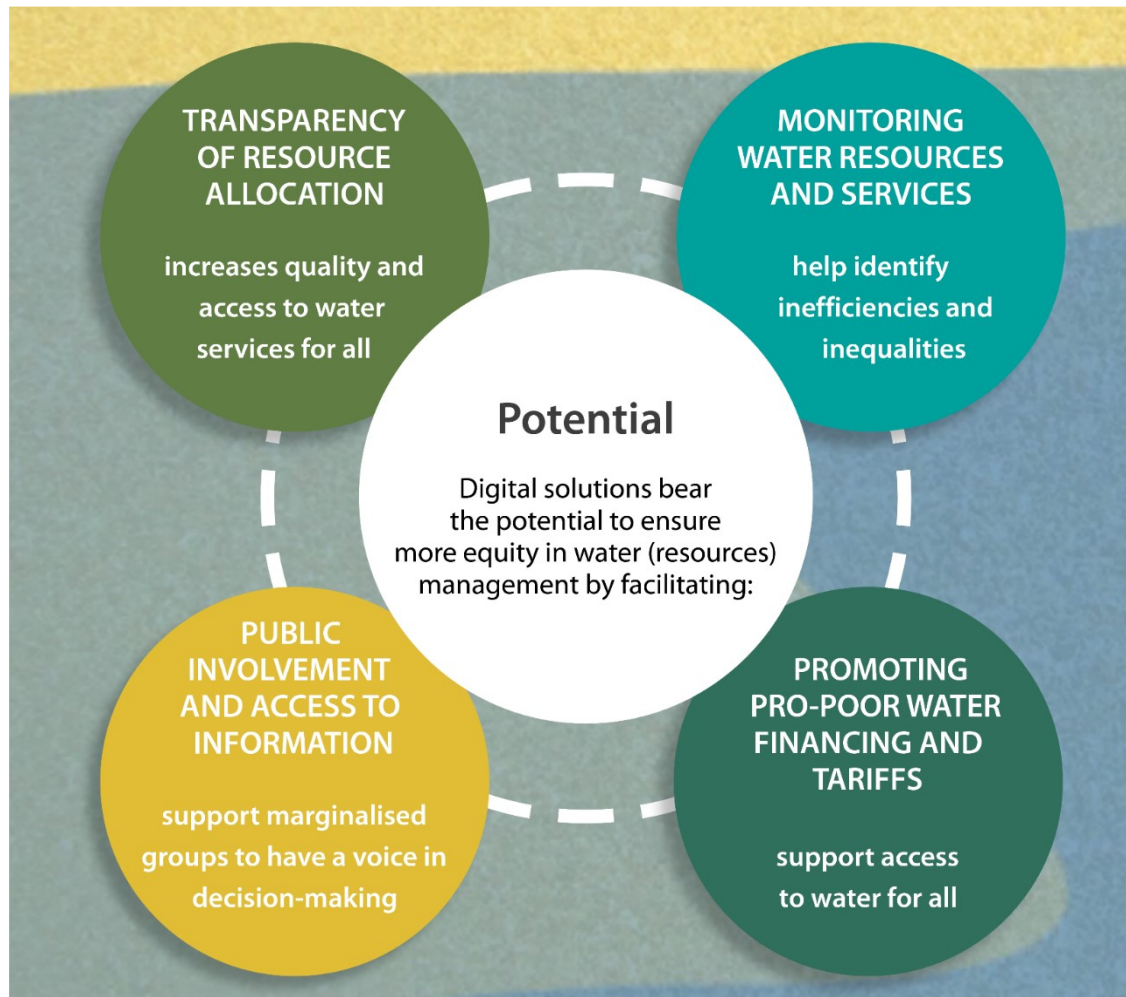 TRANSPARENCY
OF RESOURCE
ALLOCATION
increases quality and
access to water
services for all
MONITORING
WATER RESOURCES
AND SERVICES
help identify
inefficiencies and
inequalities
Potential
Digital solutions bear
the potential to ensure
more equity in water (resources)
management by facilitating:
PUBLIC
INVOLVEMENT
AND ACCESS TO
INFORMATION
support marginalised
groups to have a voice in
decision-making
PROMOTING
PRO-POOR WATER
FINANCING AND
TARIFFS
support access
to water for all